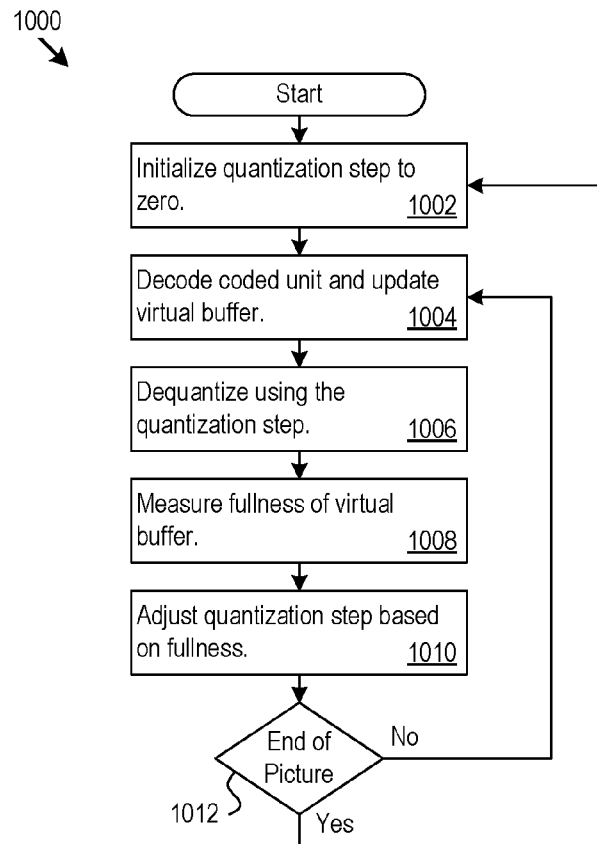 1000
Start
Initialize quantization step to
zero.
1002
Decode coded unit and update
virtual buffer.
1004
Dequantize using the
quantization step.
1006
Measure fullness of virtual
buffer.
1008
Adjust quantization step based
on fullness.
1010
End of
Picture
No
1012
Yes